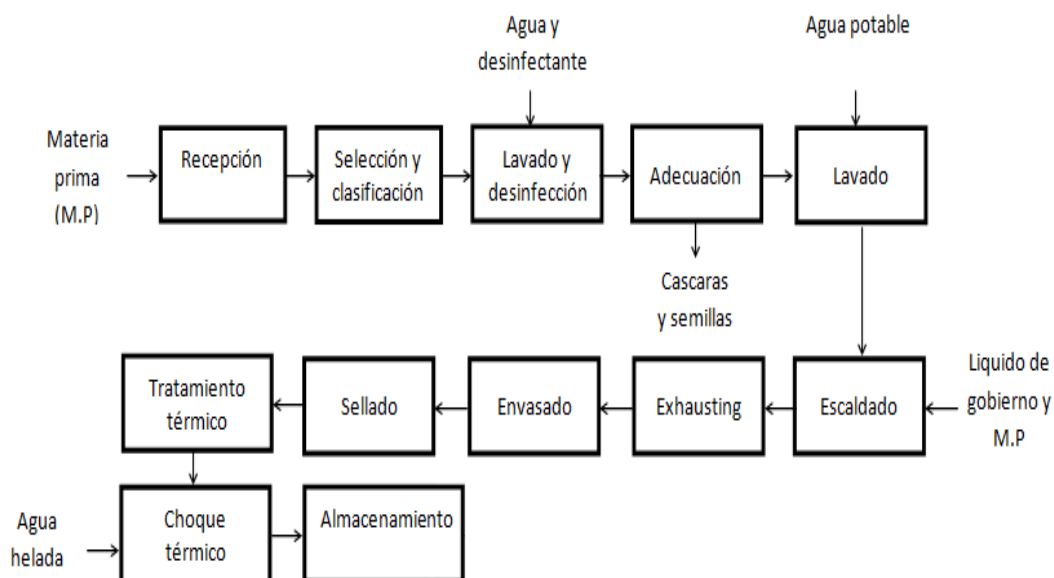 Agua y
desinfectante
Agua potable
Materia
prima
(M.P)
Recepción
Selección y
clasificación
Lavado y
desinfección
Adecuación
Lavado
Cascaras
y semillas
Tratamiento
térmico
Sellado
Envasado
Exhausting
Escaldado
Liquido de
gobierno y
M.P
Agua
helada
Choque
térmico
Almacenamiento